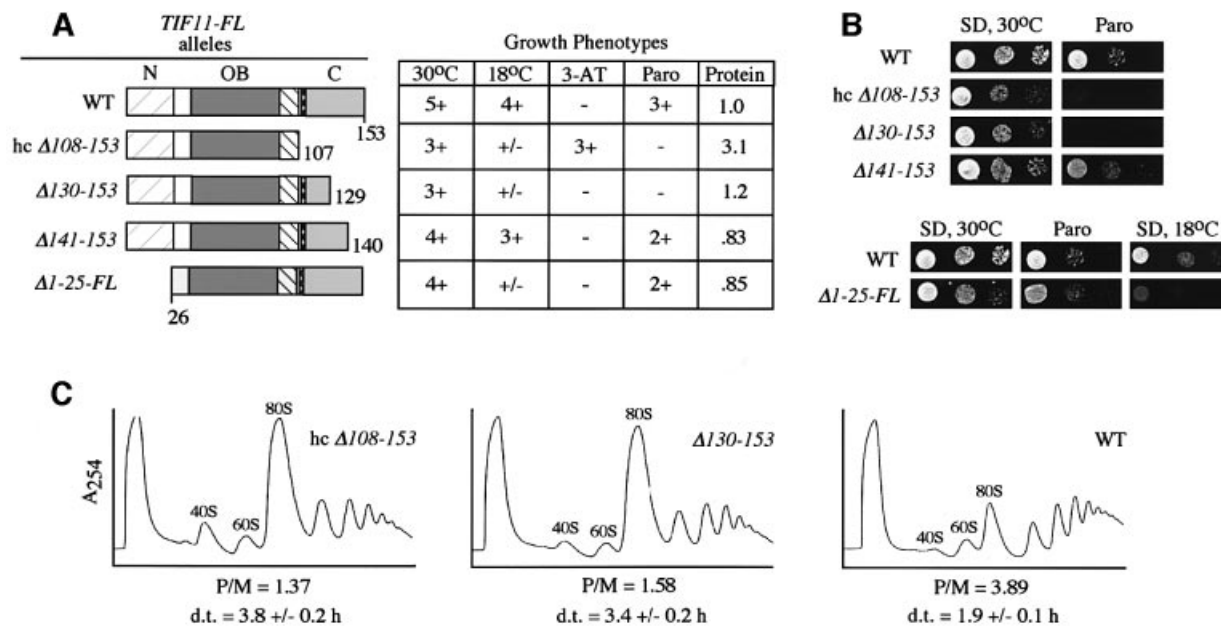 A
TIF11-FL
alleles
N OB C
WT
153
hc Δ108-153
107
Δ130-153
129
Δ141-153
140
Δ1-25-FL
26
Growth Phenotypes
30ºC 18ºC 3-AT Paro Protein
5+ 4+ - 3+ 1.0
3+ +/- 3+ - 3.1
3+ +/- - - 1.2
4+ 3+ - 2+ .83
4+ +/- - 2+ .85
B
SD, 30ºC Paro
WT
hc Δ108-153
Δ130-153
Δ141-153
SD, 30ºC Paro SD, 18ºC
WT
Δ1-25-FL
C
A254
40S 60S 80S
hc Δ108-153
P/M = 1.37
d.t. = 3.8 +/- 0.2 h
40S 60S 80S
Δ130-153
P/M = 1.58
d.t. = 3.4 +/- 0.2 h
40S 60S 80S
WT
P/M = 3.89
d.t. = 1.9 +/- 0.1 h